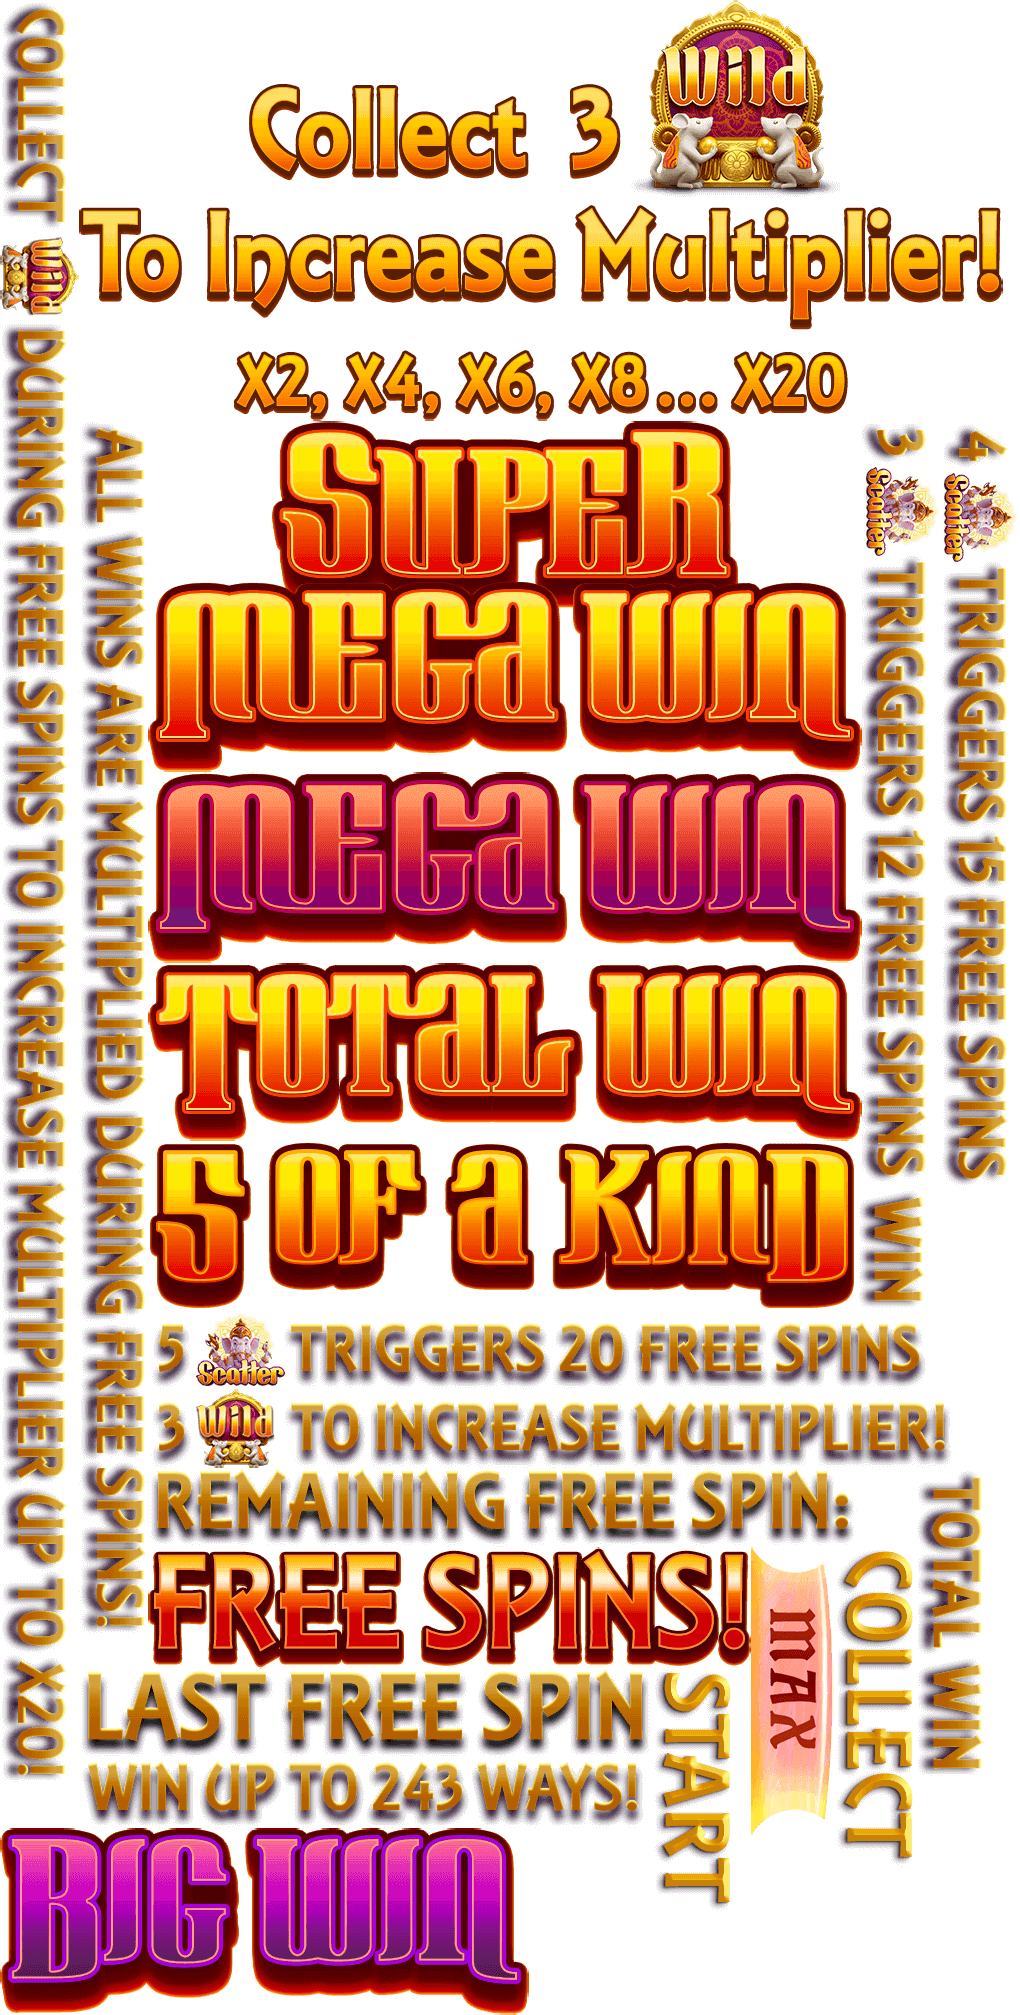 Collect 3 Wild
To Increase Multiplier!
X2, X4, X6, X8... X20
COLLECT Wild DURING FREE SPINS TO INCREASE MULTIPLIER UP TO X20!
ALL WINS ARE MULTIPLIED DURING FREE SPINS!
SUPER
MEGA WIN
MEGA WIN
TOTAL WIN
5 OF A KIND
4 Scatter TRIGGERS 15 FREE SPINS
3 Scatter TRIGGERS 12 FREE SPINS WIN
5 Scatter TRIGGERS 20 FREE SPINS
3 Wild TO INCREASE MULTIPLIER!
REMAINING FREE SPIN:
FREE SPINS!
LAST FREE SPIN
WIN UP TO 243 WAYS!
START
MAX
COLLECT
TOTAL WIN
BIG WIN